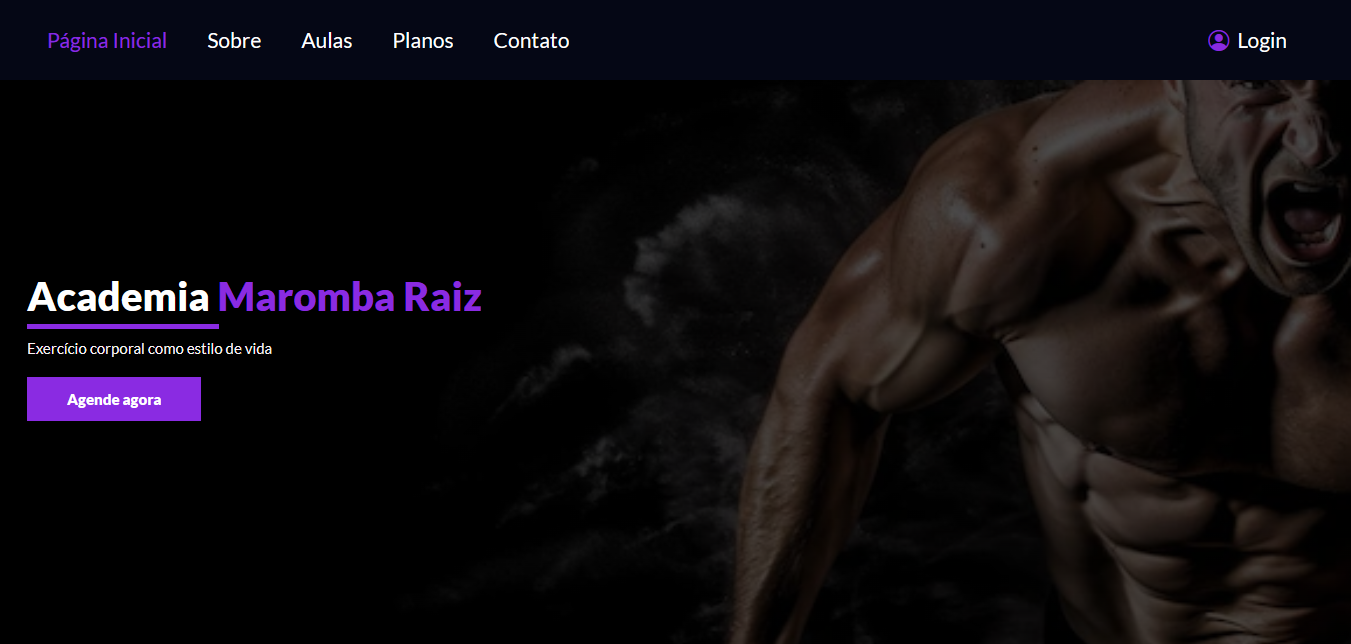 Página Inicial Sobre Aulas Planos Contato Login
Academia Maromba Raiz
Exercício corporal como estilo de vida
Agende agora